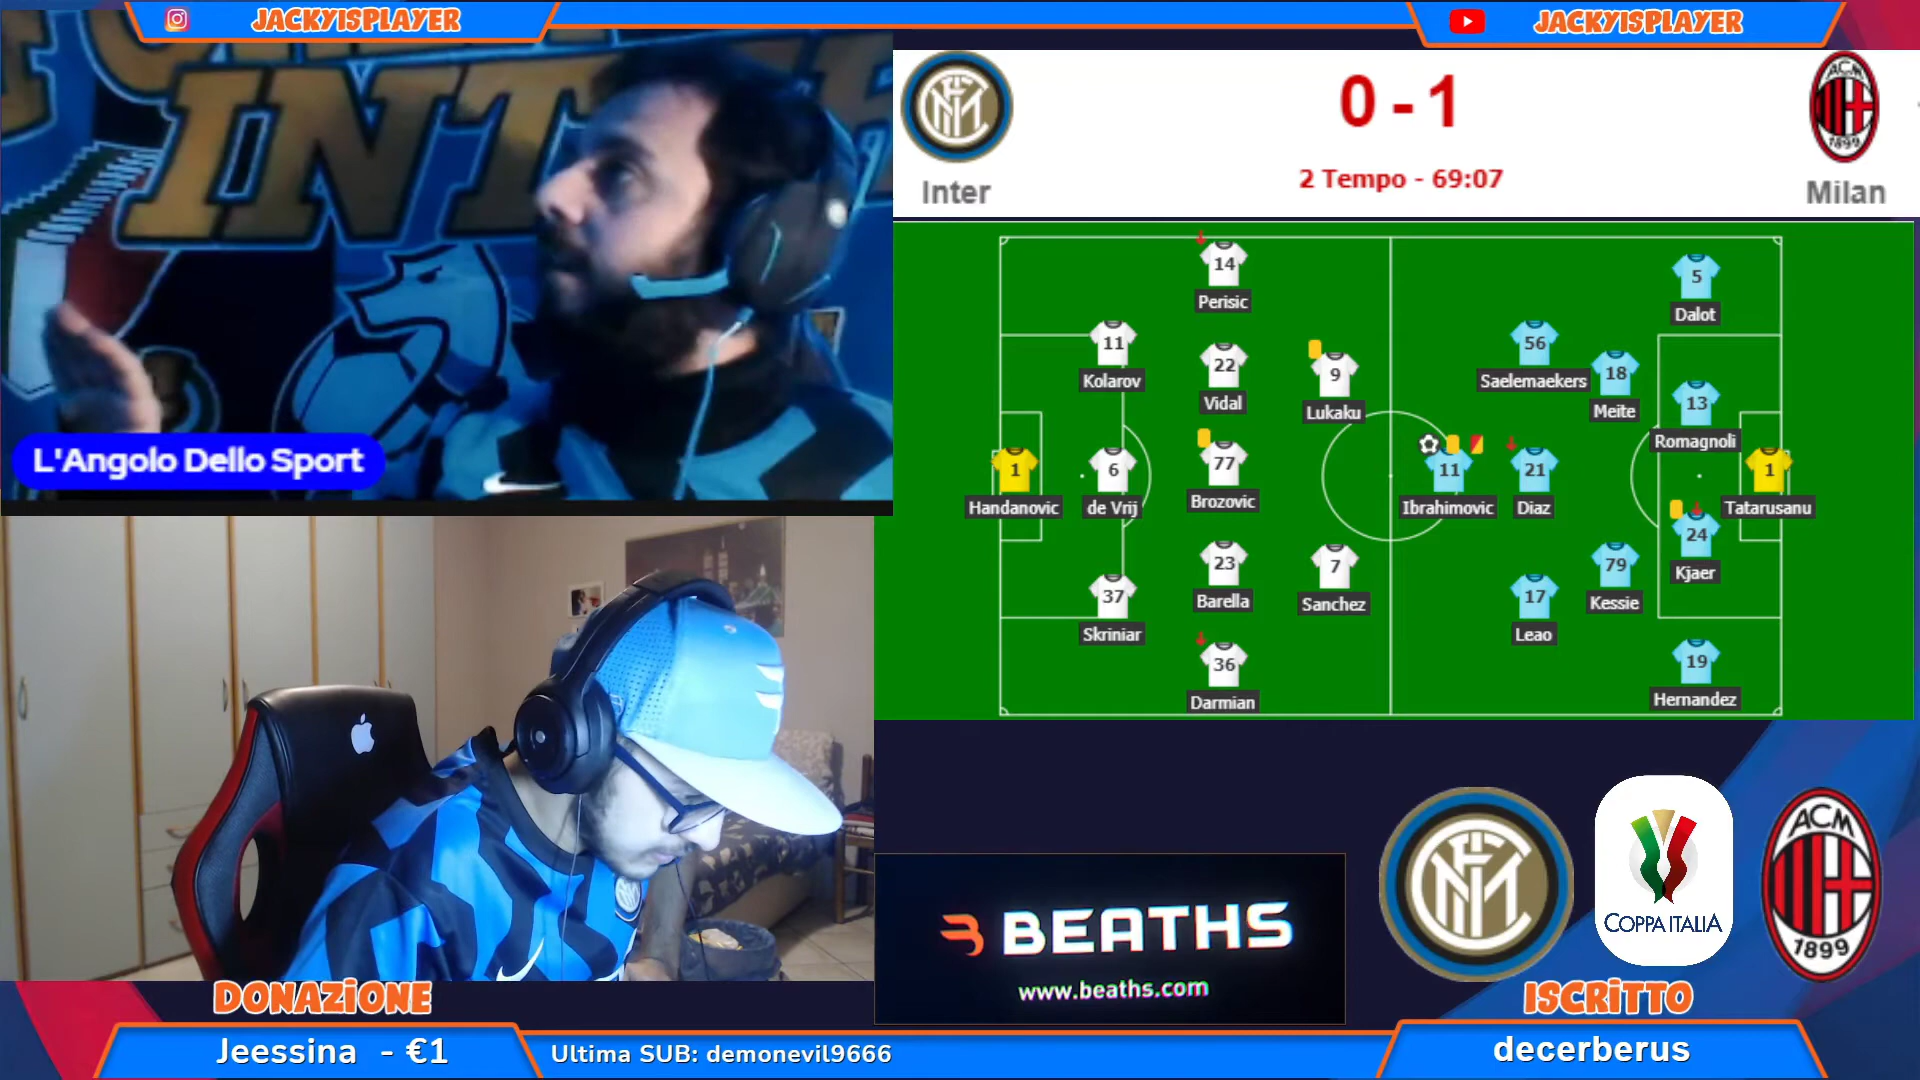 JACKYISPLAYER
JACKYISPLAYER
INT
L'Angolo Dello Sport
0 - 1
2 Tempo - 69:07
Inter
ACM
1899
Milan
14
Perisic
11
Kolarov
22
Vidal
9
Lukaku
1
Handanovic
6
de Vrij
77
Brozovic
23
Barella
7
Sanchez
37
Skriniar
36
Darmian
5
Dalot
56
Saelemaekers
18
Meite
13
Romagnoli
11
Ibrahimovic
21
Diaz
1
Tatarusanu
24
Kjaer
79
Kessie
17
Leao
19
Hernandez
BEATHS
www.beaths.com
COPPA ITALIA
ACM
1899
DONAZiONE
Jeessina - €1
Ultima SUB: demonevil9666
ISCRiTTO
decerberus